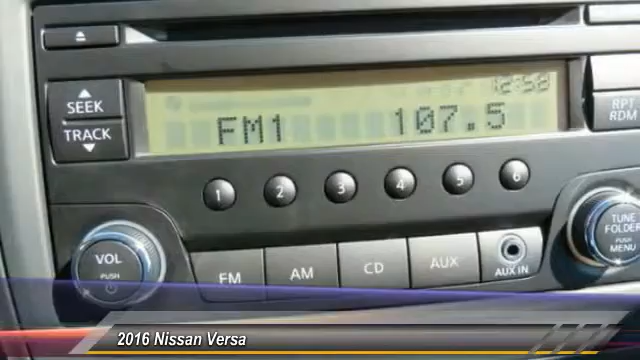 12:58
FM1 107.5
SEEK
TRACK
RPT
RDM
1 2 3 4 5 6
VOL
PUSH
FM AM CD AUX
AUX IN
TUNE
FOLDER
PUSH
MENU
2016 Nissan Versa